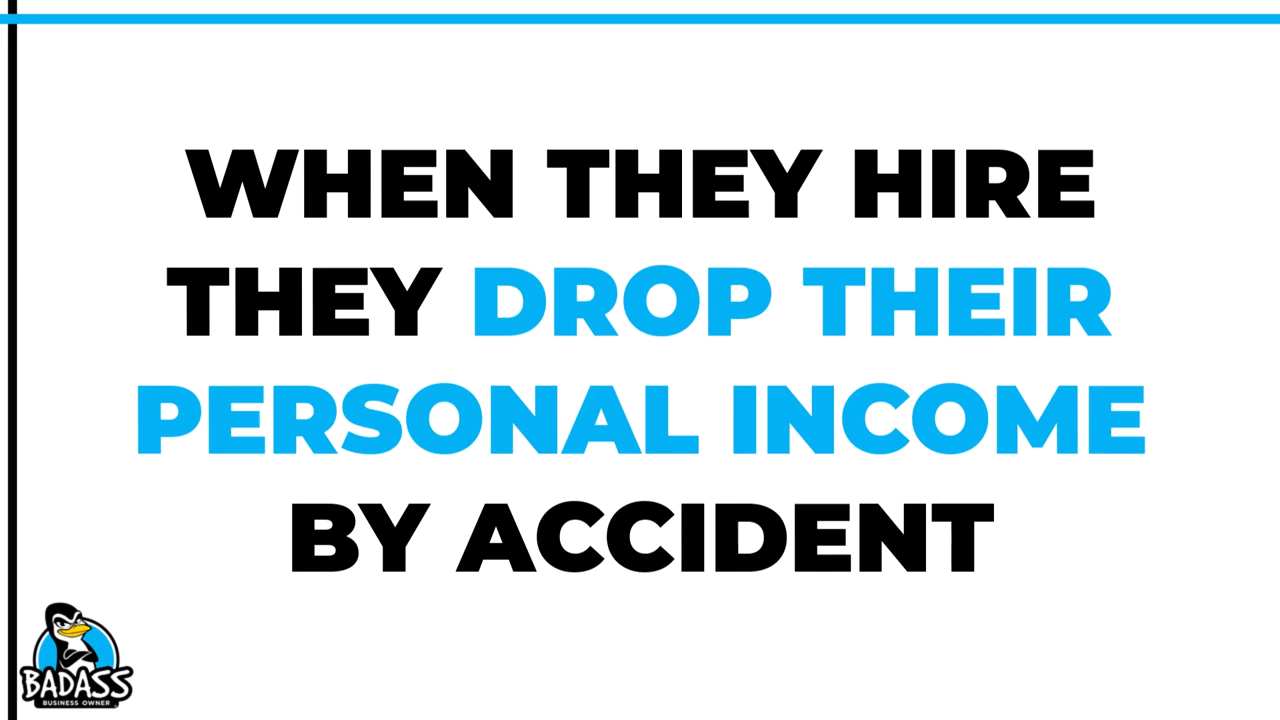 WHEN THEY HIRE
THEY DROP THEIR
PERSONAL INCOME
BY ACCIDENT
BADASS
BUSINESS OWNER